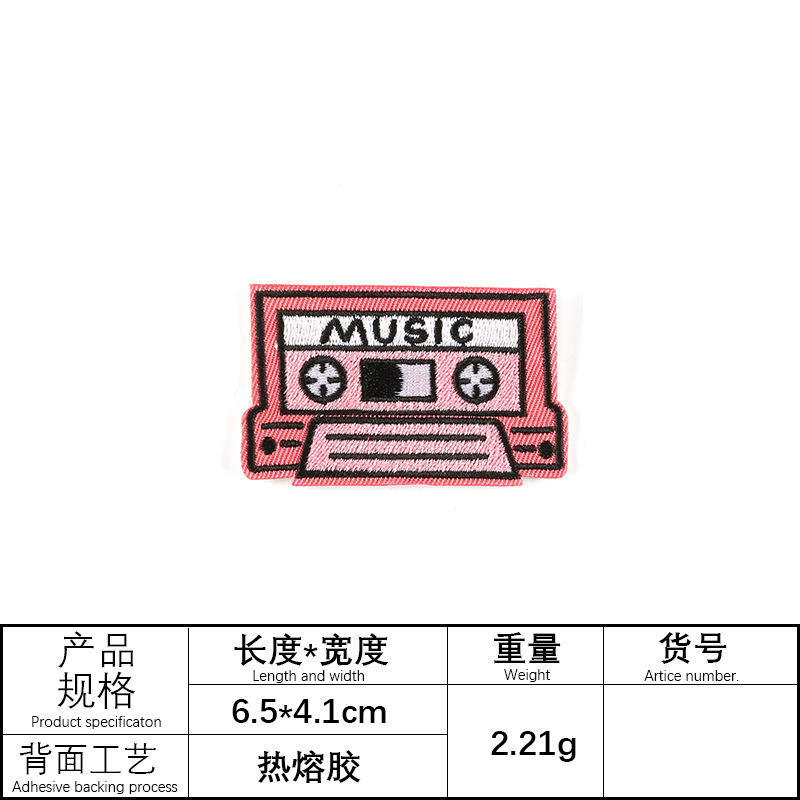 MUSIC
产品
规格
Product specificaton
长度*宽度
Length and width
重量
Weight
货号
Artice number.
6.5*4.1cm
2.21g
背面工艺
Adhesive backing process
热熔胶